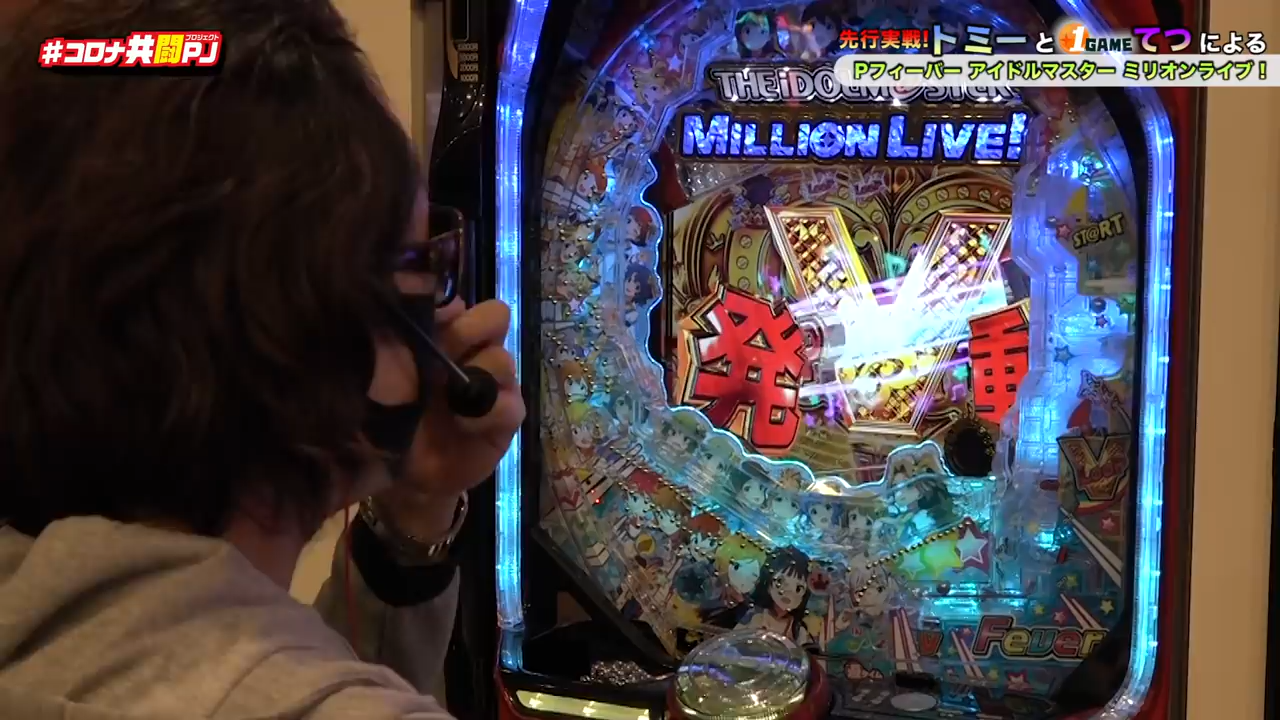 #コロナ共闘PJ
プロジェクト
先行実戦!トミーと+1GAMEてつによる
Pフィーバー アイドルマスター ミリオンライブ!
THE iDOLM@STER
MILLION LIVE!
ST@RT
V
発 動
Fever